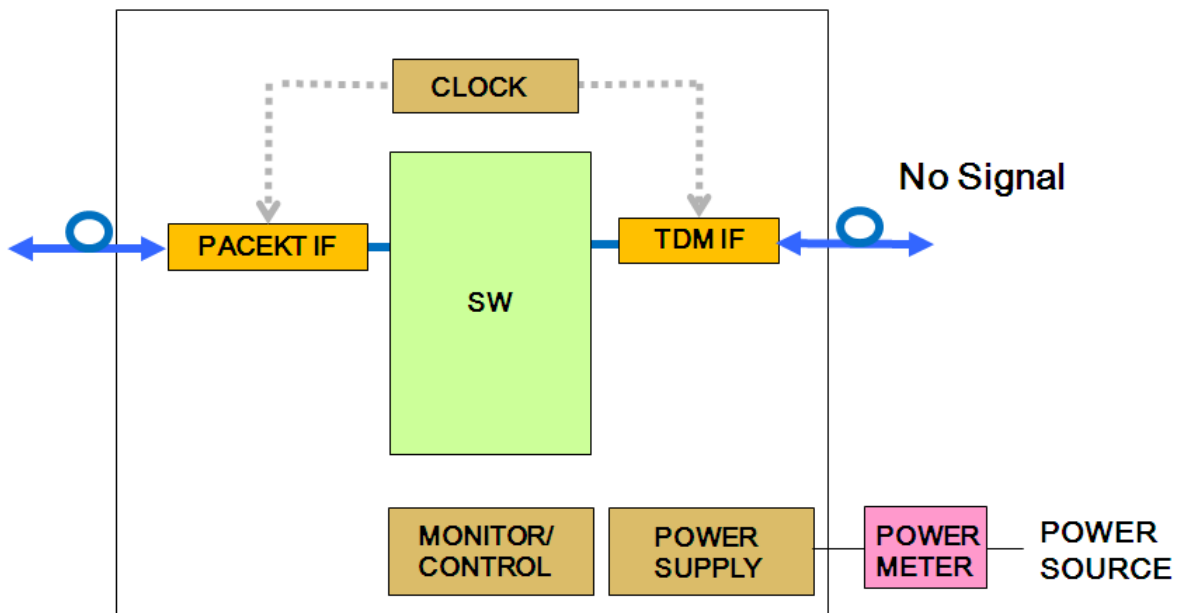 CLOCK
No Signal
PACEKT IF
TDM IF
SW
MONITOR/
CONTROL
POWER
SUPPLY
POWER
METER
POWER
SOURCE